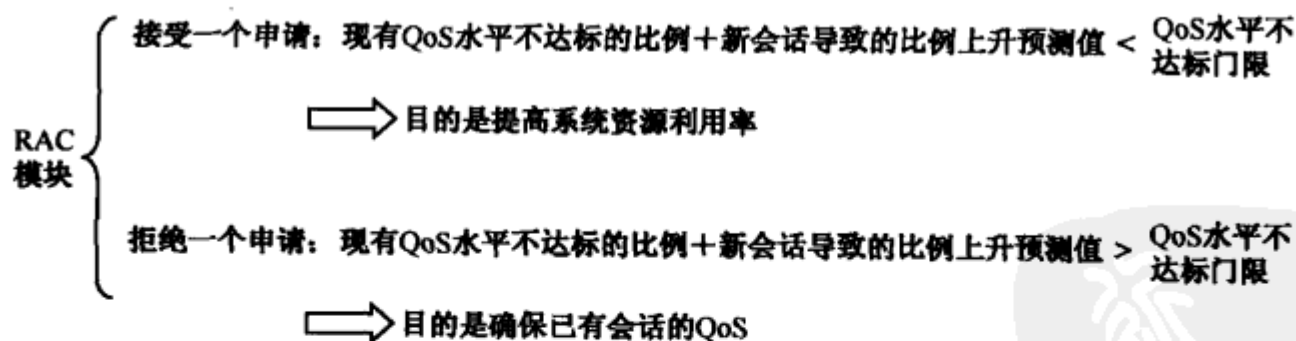 接受一个申请：现有QoS水平不达标的比例＋新会话导致的比例上升预测值 < QoS水平不达标门限
目的是提高系统资源利用率
RAC模块
拒绝一个申请：现有QoS水平不达标的比例＋新会话导致的比例上升预测值 > QoS水平不达标门限
目的是确保已有会话的QoS